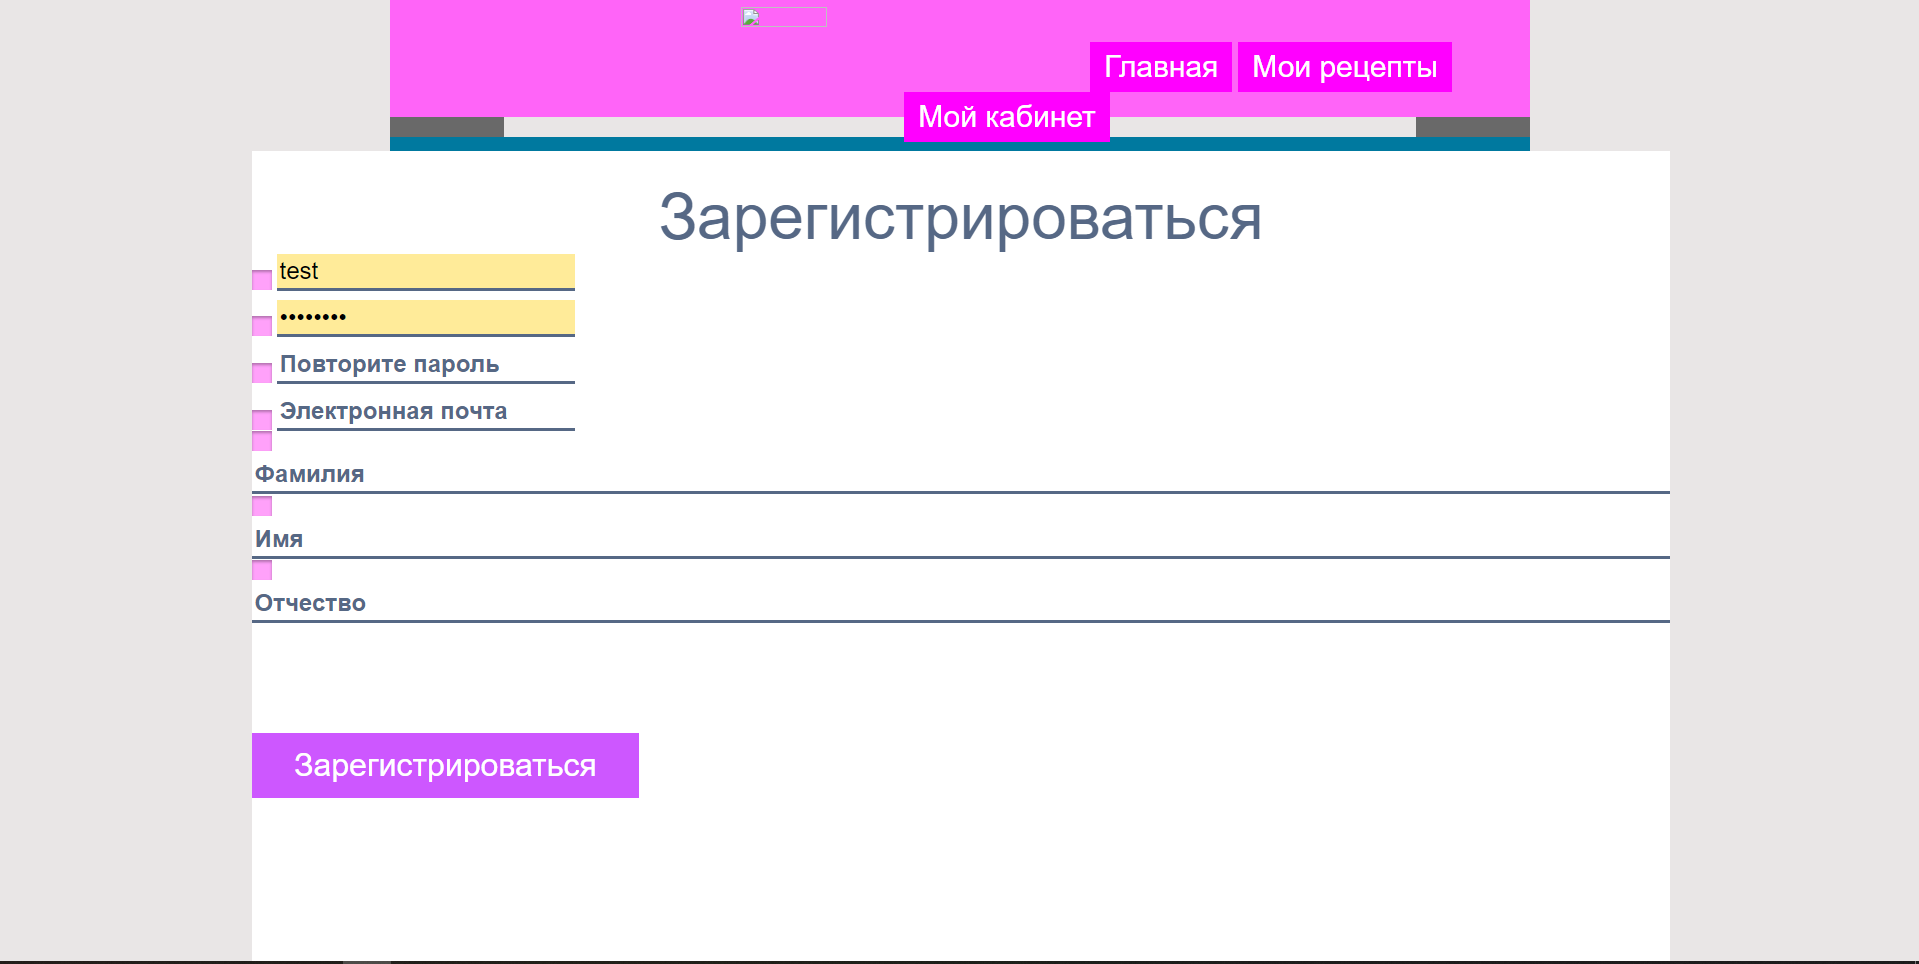 Главная Мои рецепты
Мой кабинет
Зарегистрироваться
test
••••••••
Повторите пароль
Электронная почта
Фамилия
Имя
Отчество
Зарегистрироваться